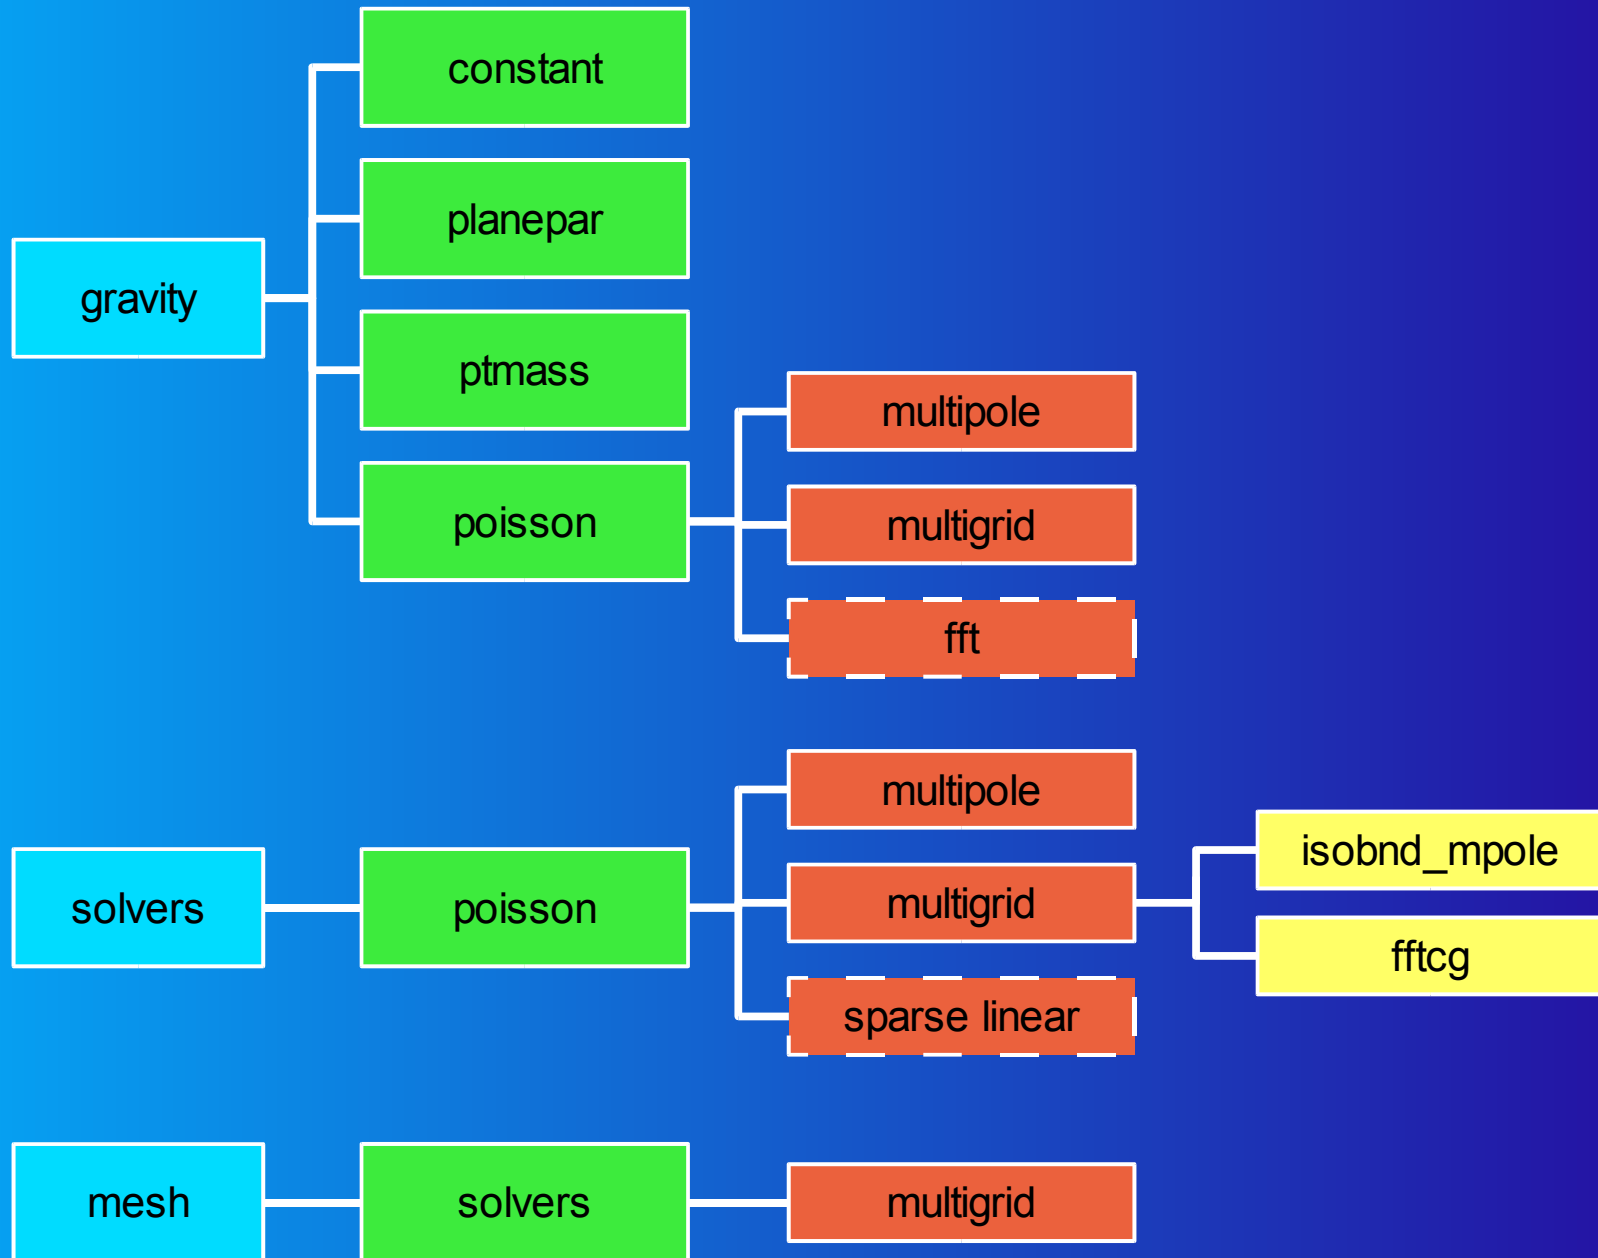 constant
planepar
gravity
ptmass
poisson
multipole
multigrid
fft
solvers
poisson
multipole
multigrid
sparse linear
isobnd_mpole
fftcg
mesh
solvers
multigrid